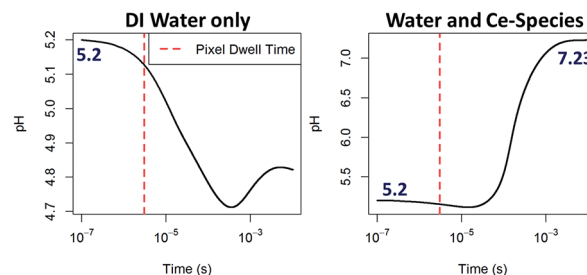 DI Water only
5.2
5.1
5.0
4.9
4.8
4.7
pH
5.2
Pixel Dwell Time
10⁻⁷
10⁻⁵
10⁻³
Time (s)
Water and Ce-Species
7.0
6.5
6.0
5.5
pH
5.2
7.23
10⁻⁷
10⁻⁵
10⁻³
Time (s)